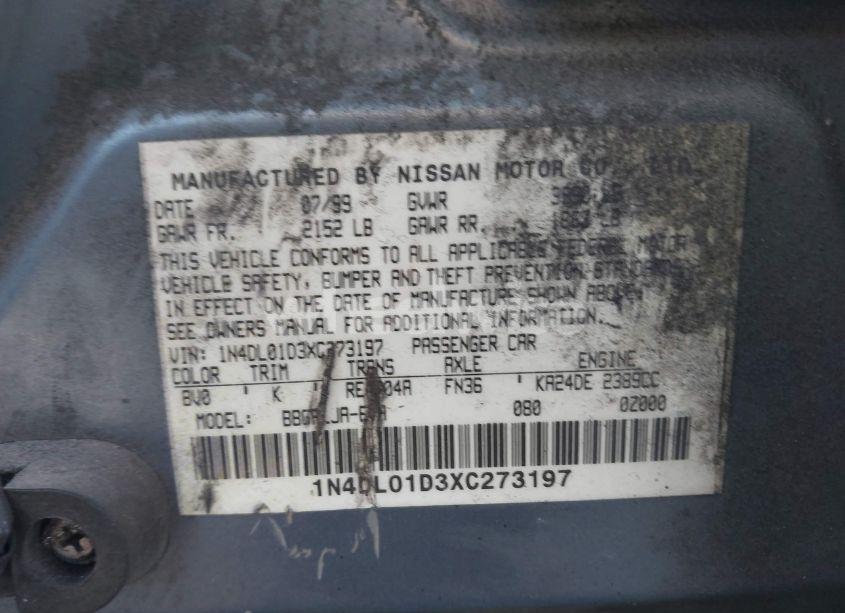 MANUFACTURED BY NISSAN MOTOR CO., LTD.
DATE 07/99 GVWR
GAWR FR. 2152 LB GAWR RR. LB
THIS VEHICLE CONFORMS TO ALL APPLICABLE FEDERAL MOTOR
VEHICLE SAFETY, BUMPER AND THEFT PREVENTION STANDARDS
IN EFFECT ON THE DATE OF MANUFACTURE SHOWN ABOVE.
SEE OWNERS MANUAL FOR ADDITIONAL INFORMATION.
VIN: 1N4DL01D3XC273197 PASSENGER CAR
COLOR TRIM TRANS AXLE ENGINE
BV0 K FN36 KA24DE 2389CC
MODEL: 080 02000
1N4DL01D3XC273197